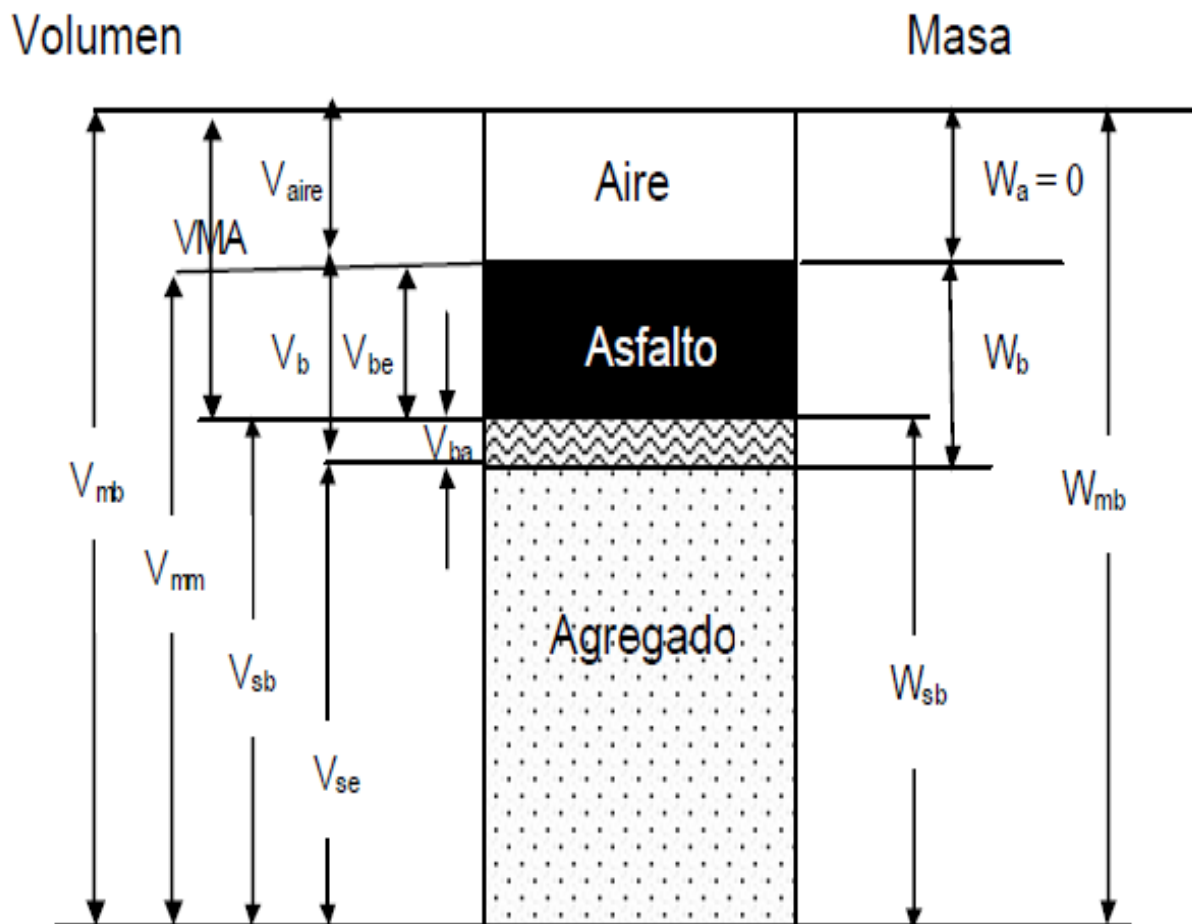 Volumen Masa
V_aire Aire W_a = 0
VMA
V_b V_be Asfalto W_b
V_ba
V_mb W_mb
V_mm
V_sb Agregado W_sb
V_se